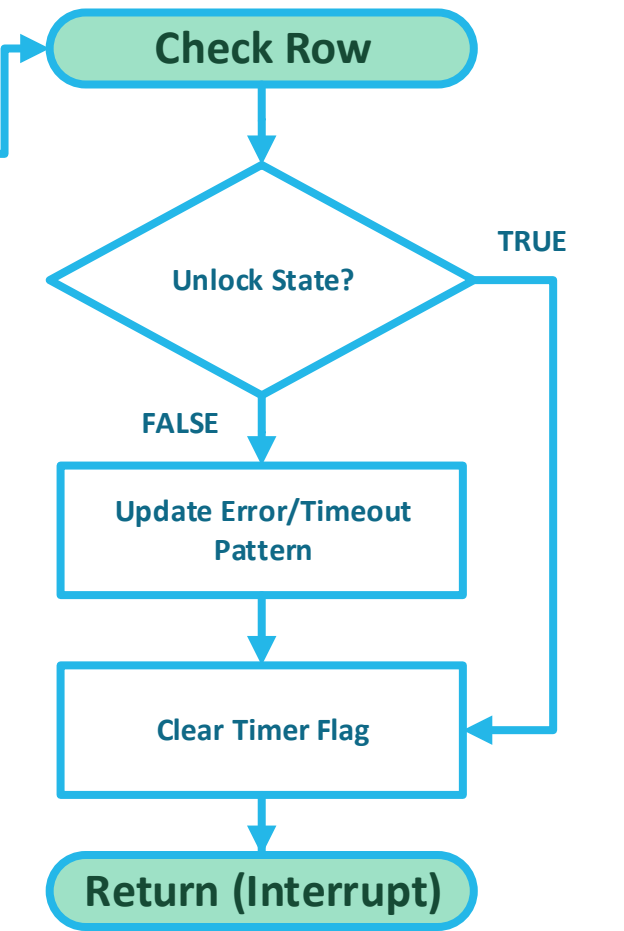 Check Row
TRUE
Unlock State?
FALSE
Update Error/Timeout
Pattern
Clear Timer Flag
Return (Interrupt)